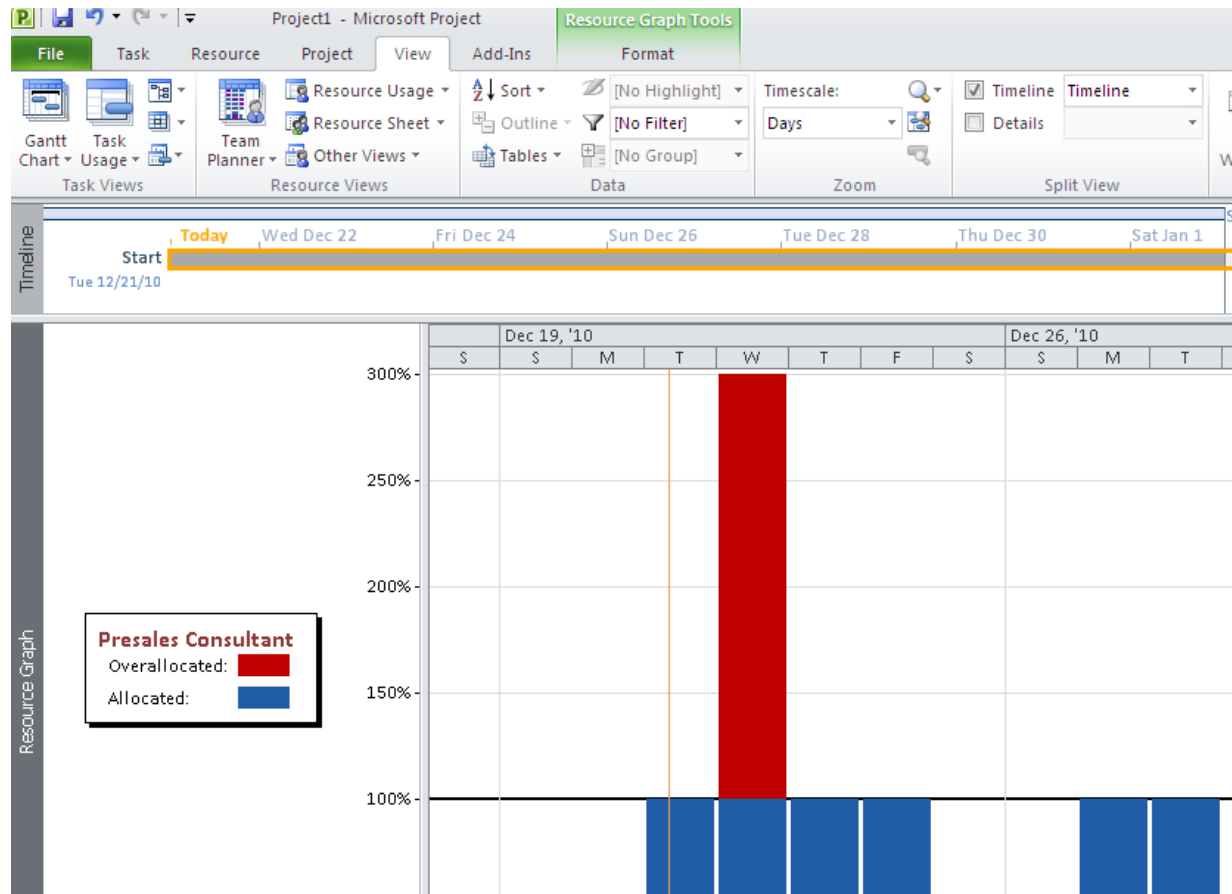 Project1 - Microsoft Project
Resource Graph Tools
File Task Resource Project View Add-Ins Format
Resource Usage Sort [No Highlight] Timescale: Timeline Timeline
Resource Sheet Outline [No Filter] Days Details
Gantt Chart Task Usage Team Planner Other Views Tables [No Group]
Task Views Resource Views Data Zoom Split View
Timeline
Today Wed Dec 22 Fri Dec 24 Sun Dec 26 Tue Dec 28 Thu Dec 30 Sat Jan 1
Start
Tue 12/21/10
Dec 19, '10 Dec 26, '10
S S M T W T F S S M T
300%
250%
200%
Resource Graph
Presales Consultant
Overallocated:
Allocated:
150%
100%